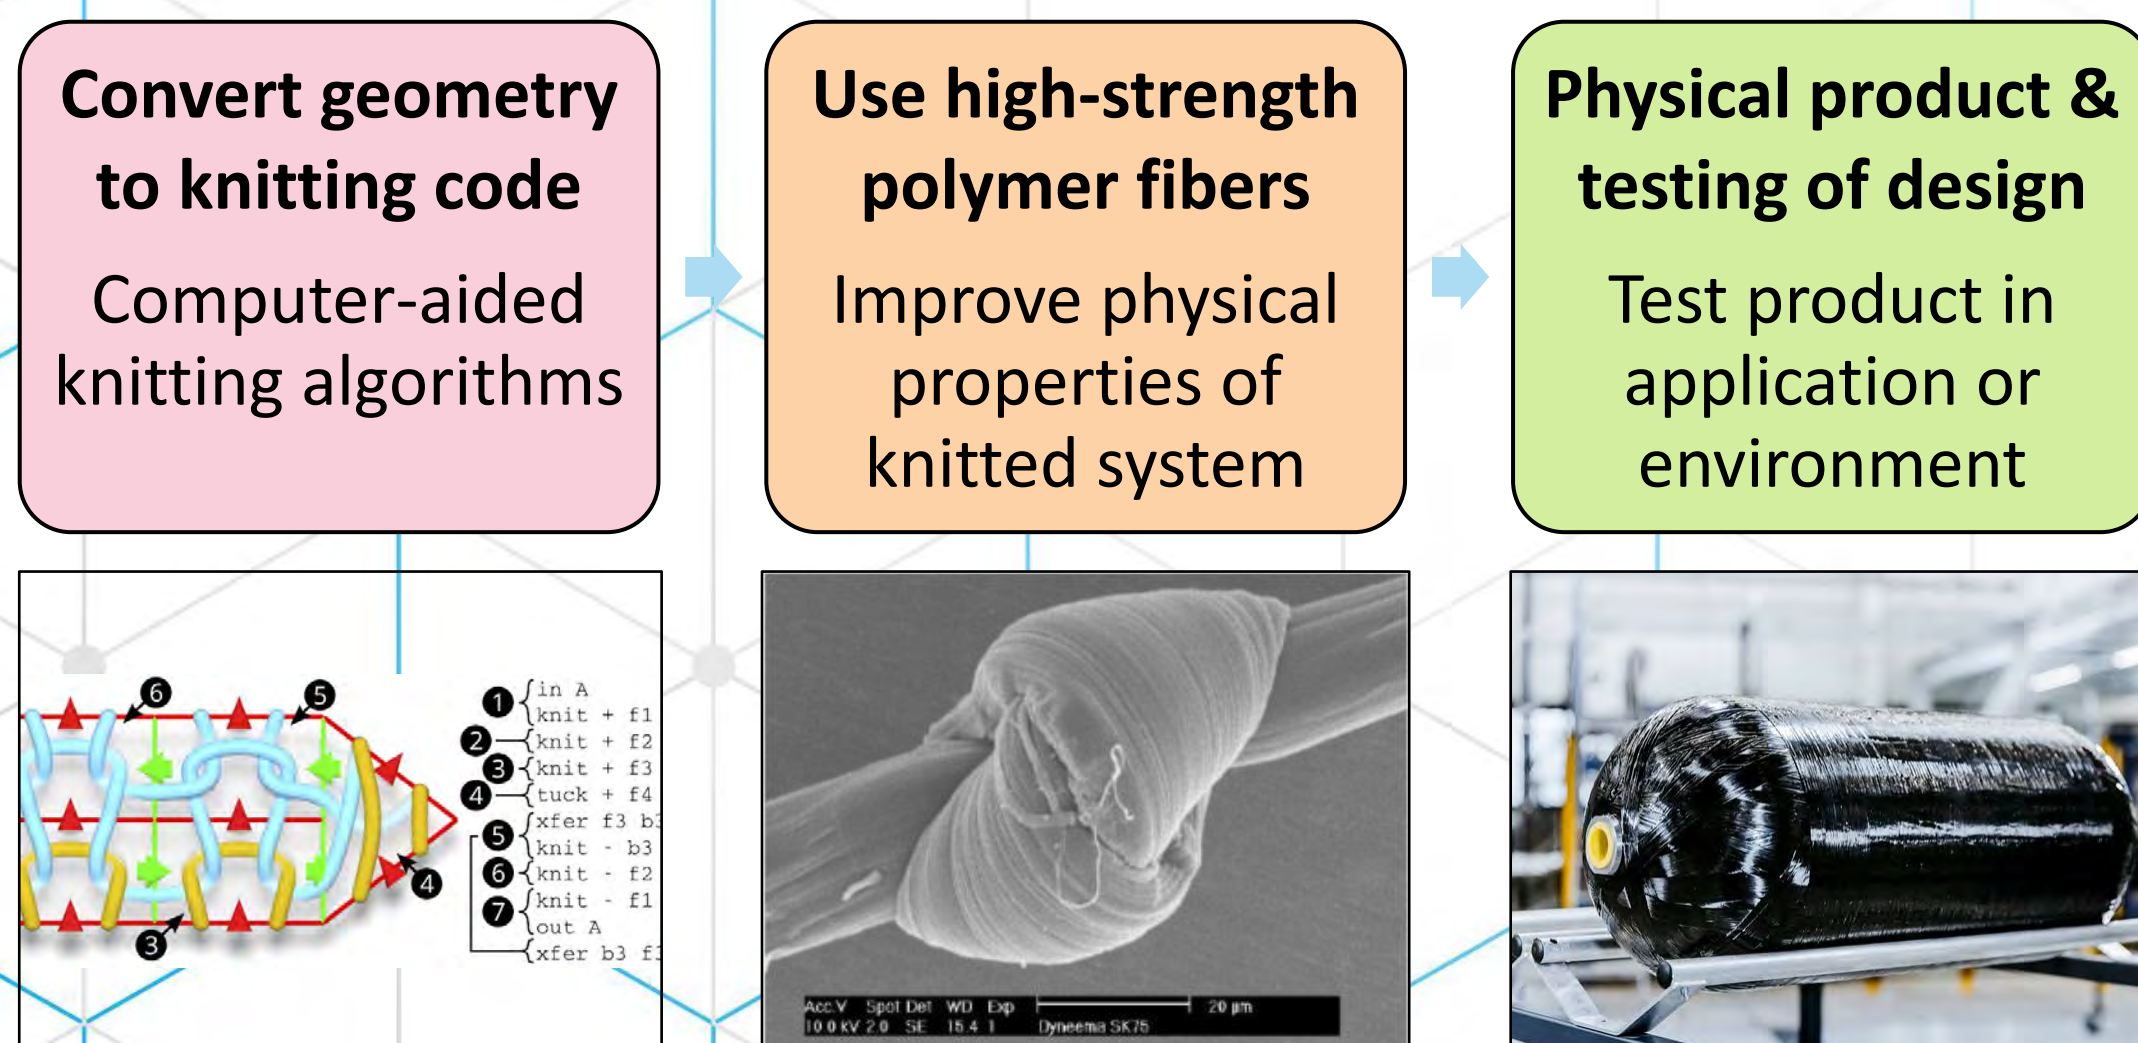 Convert geometry
to knitting code
Computer-aided
knitting algorithms
Use high-strength
polymer fibers
Improve physical
properties of
knitted system
Physical product &
testing of design
Test product in
application or
environment
6
5
4
3
1
in A
knit + f1
2
knit + f2
3
knit + f3
4
tuck + f4
5
xfer f3 b3
knit - b3
6
knit - f2
7
knit - f1
out A
xfer b3 f3
Acc.V Spot Det WD Exp 20 µm
10.0 kV 2.0 SE 15.4 1 Dyneema SK75